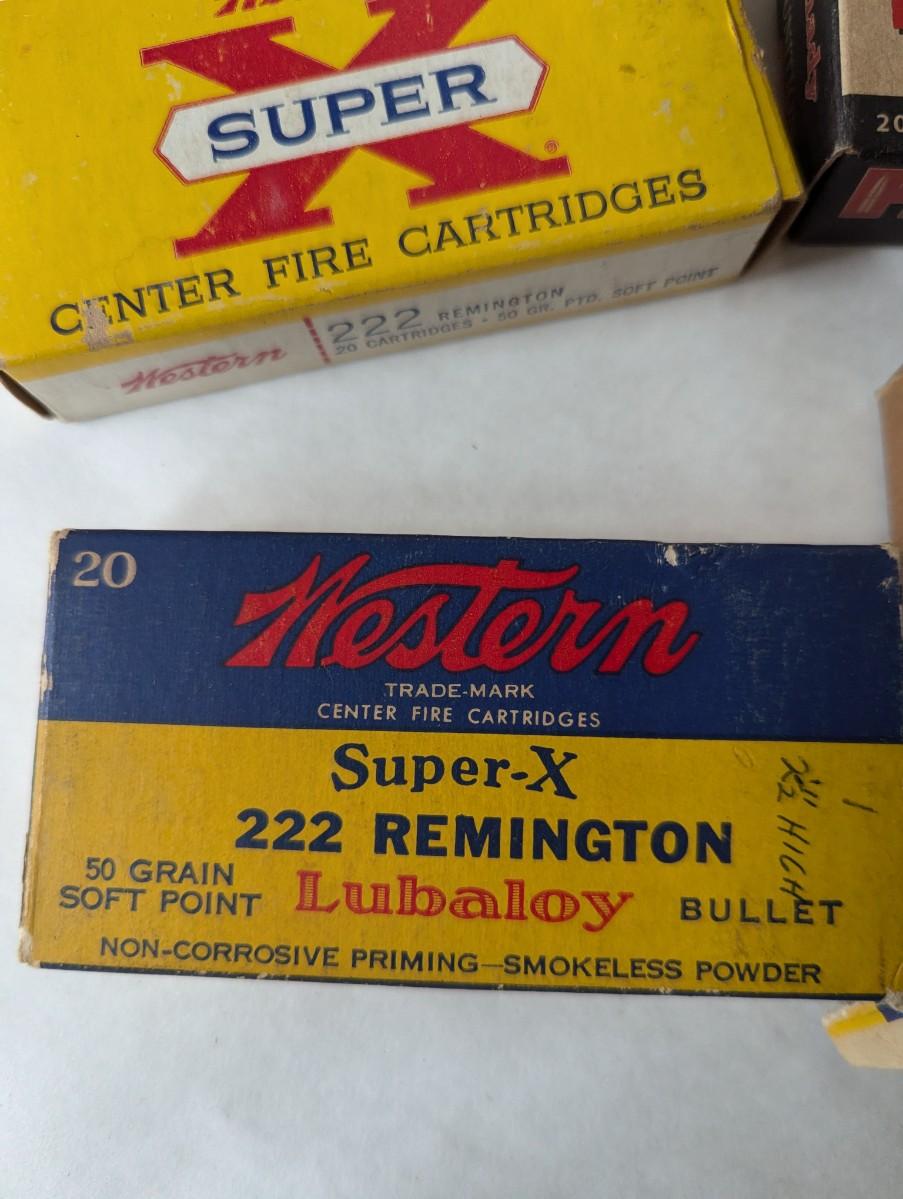 SUPER
X
®
CENTER FIRE CARTRIDGES
Western
222 REMINGTON
20 CARTRIDGES - 50 GR. PTD. SOFT POINT
20
20
Western
TRADE-MARK
CENTER FIRE CARTRIDGES
Super-X
222 REMINGTON
50 GRAIN
SOFT POINT
Lubaloy BULLET
NON-CORROSIVE PRIMING—SMOKELESS POWDER
HIGH